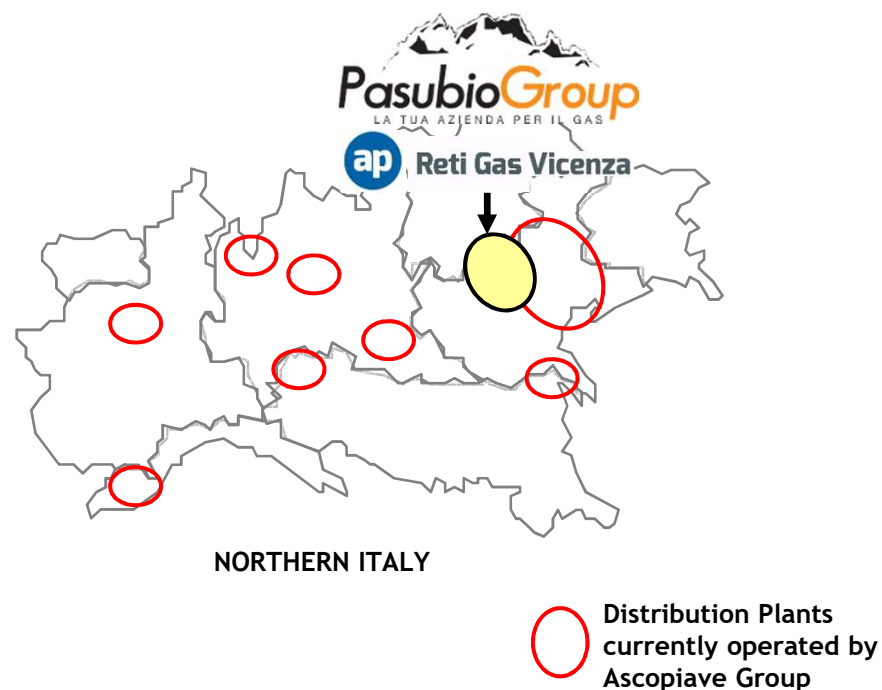 PasubioGroup
LA TUA AZIENDA PER IL GAS
ap Reti Gas Vicenza
NORTHERN ITALY
Distribution Plants
currently operated by
Ascopiave Group